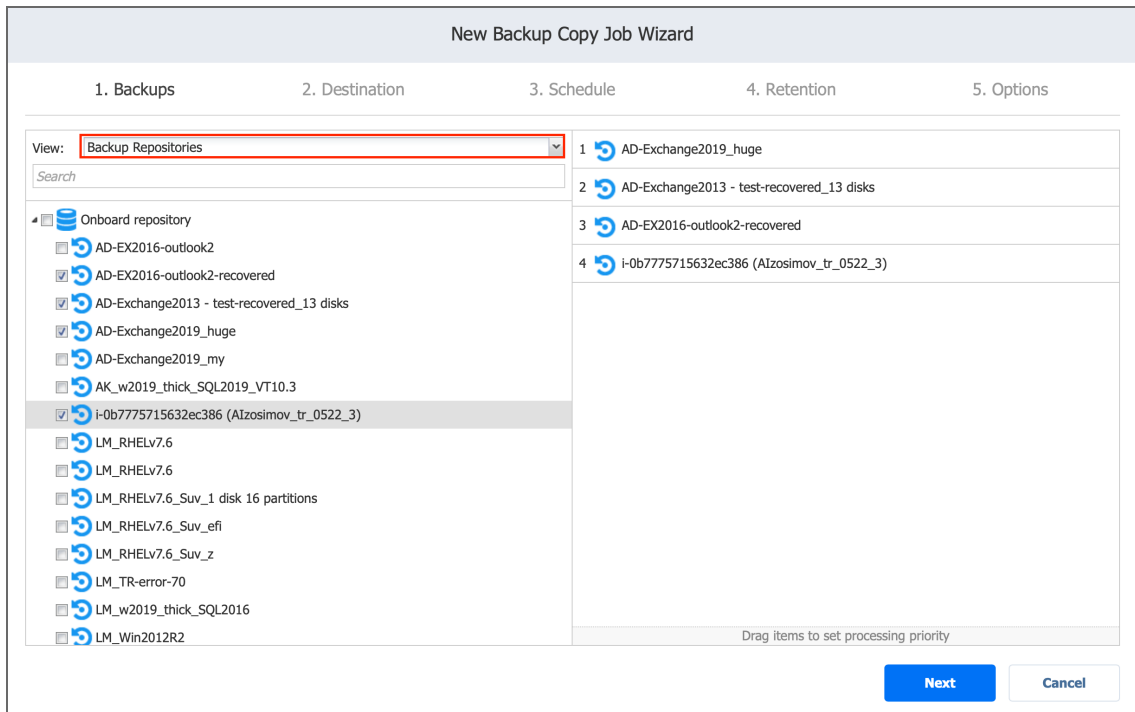 New Backup Copy Job Wizard
1. Backups
2. Destination
3. Schedule
4. Retention
5. Options
View: Backup Repositories
Search
Onboard repository
AD-EX2016-outlook2
AD-EX2016-outlook2-recovered
AD-Exchange2013 - test-recovered_13 disks
AD-Exchange2019_huge
AD-Exchange2019_my
AK_w2019_thick_SQL2019_VT10.3
i-0b7775715632ec386 (AIzosimov_tr_0522_3)
LM_RHELv7.6
LM_RHELv7.6
LM_RHELv7.6_Suv_1 disk 16 partitions
LM_RHELv7.6_Suv_efi
LM_RHELv7.6_Suv_z
LM_TR-error-70
LM_w2019_thick_SQL2016
LM_Win2012R2
1 AD-Exchange2019_huge
2 AD-Exchange2013 - test-recovered_13 disks
3 AD-EX2016-outlook2-recovered
4 i-0b7775715632ec386 (AIzosimov_tr_0522_3)
Drag items to set processing priority
Next
Cancel